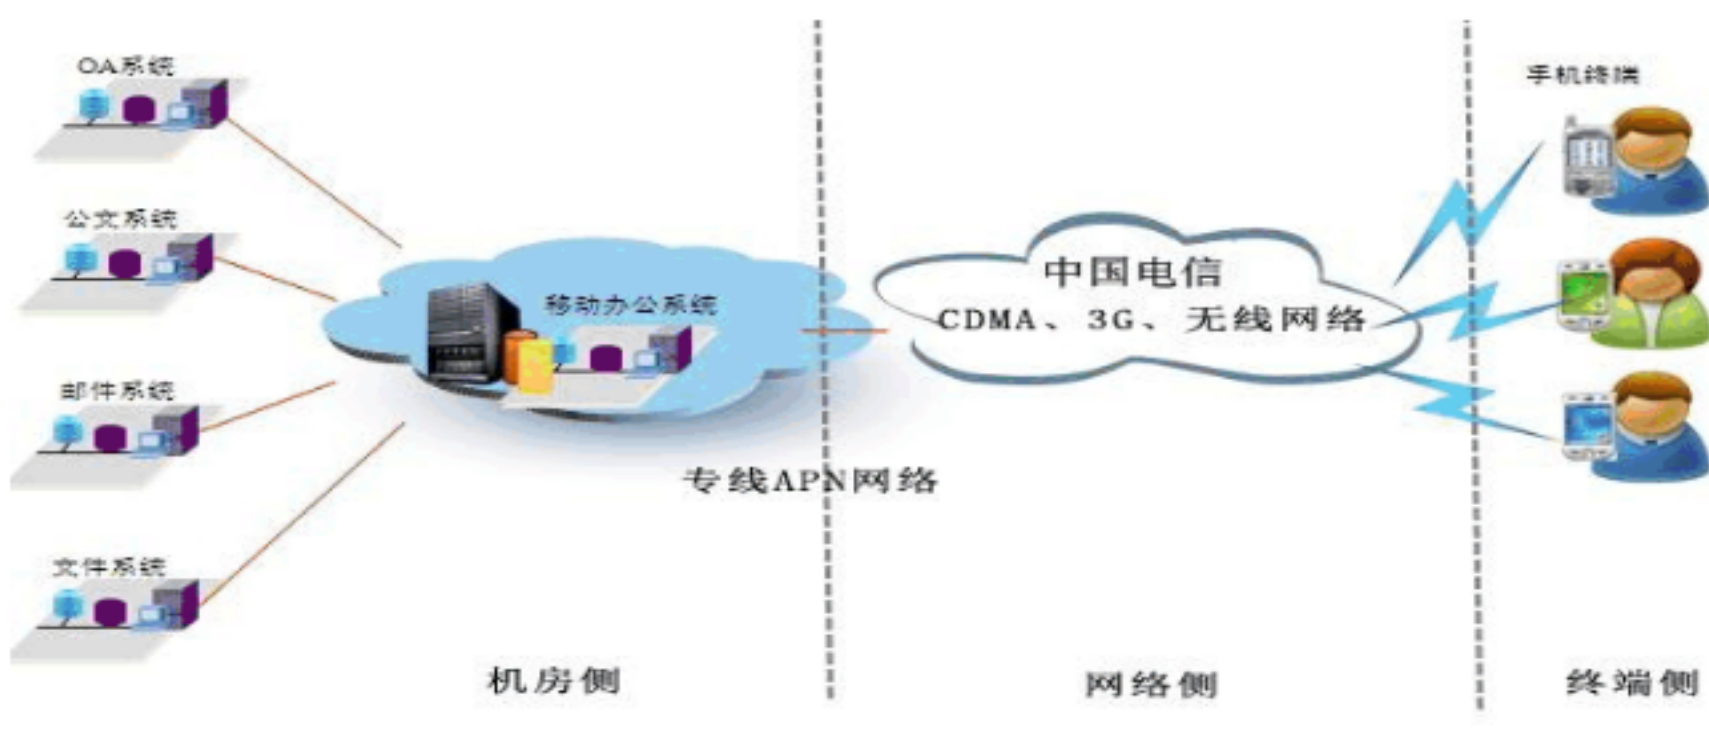 OA系统
公文系统
邮件系统
文件系统
移动办公系统
专线APN网络
机房侧
中国电信
CDMA、3G、无线网络
网络侧
手机终端
终端侧